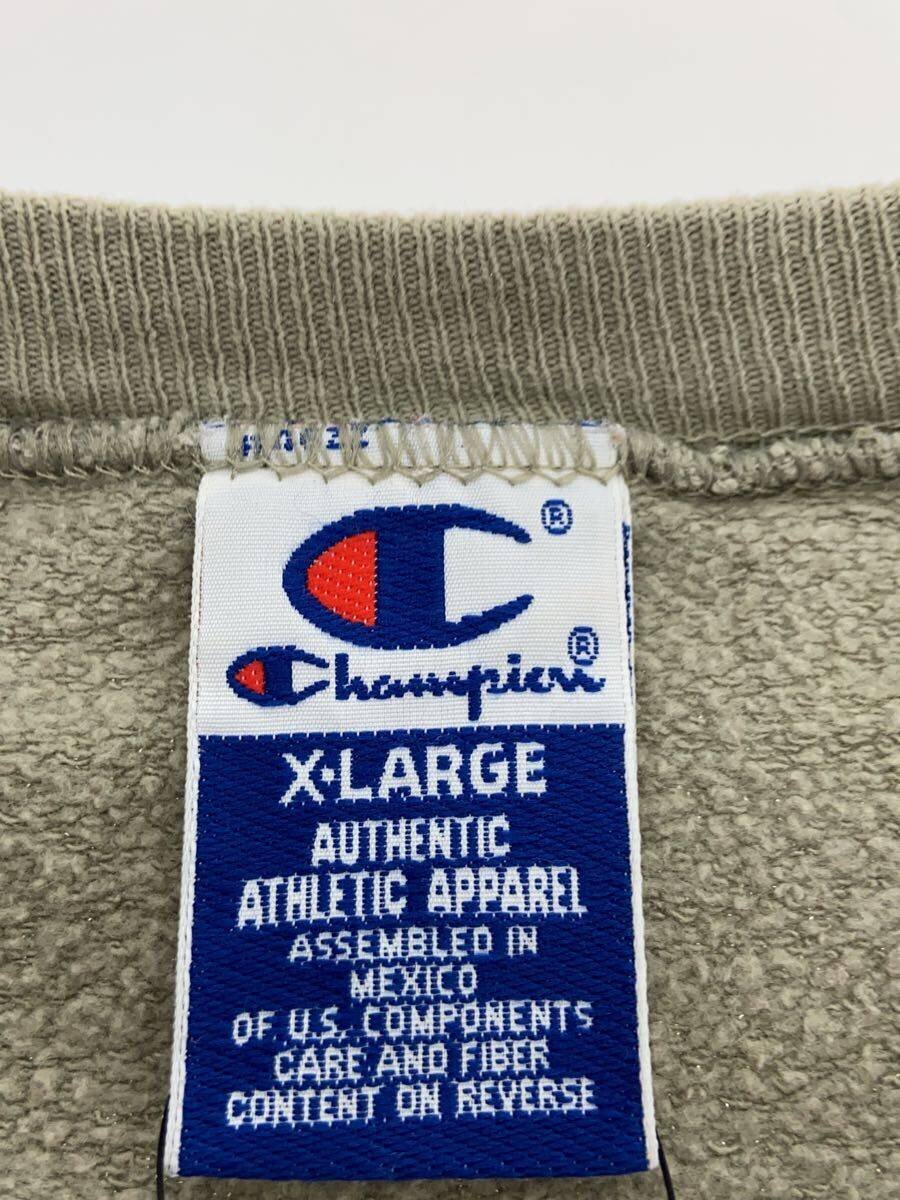 ®
Champion®
X·LARGE
AUTHENTIC
ATHLETIC APPAREL
ASSEMBLED IN
MEXICO
OF U.S. COMPONENTS
CARE AND FIBER
CONTENT ON REVERSE